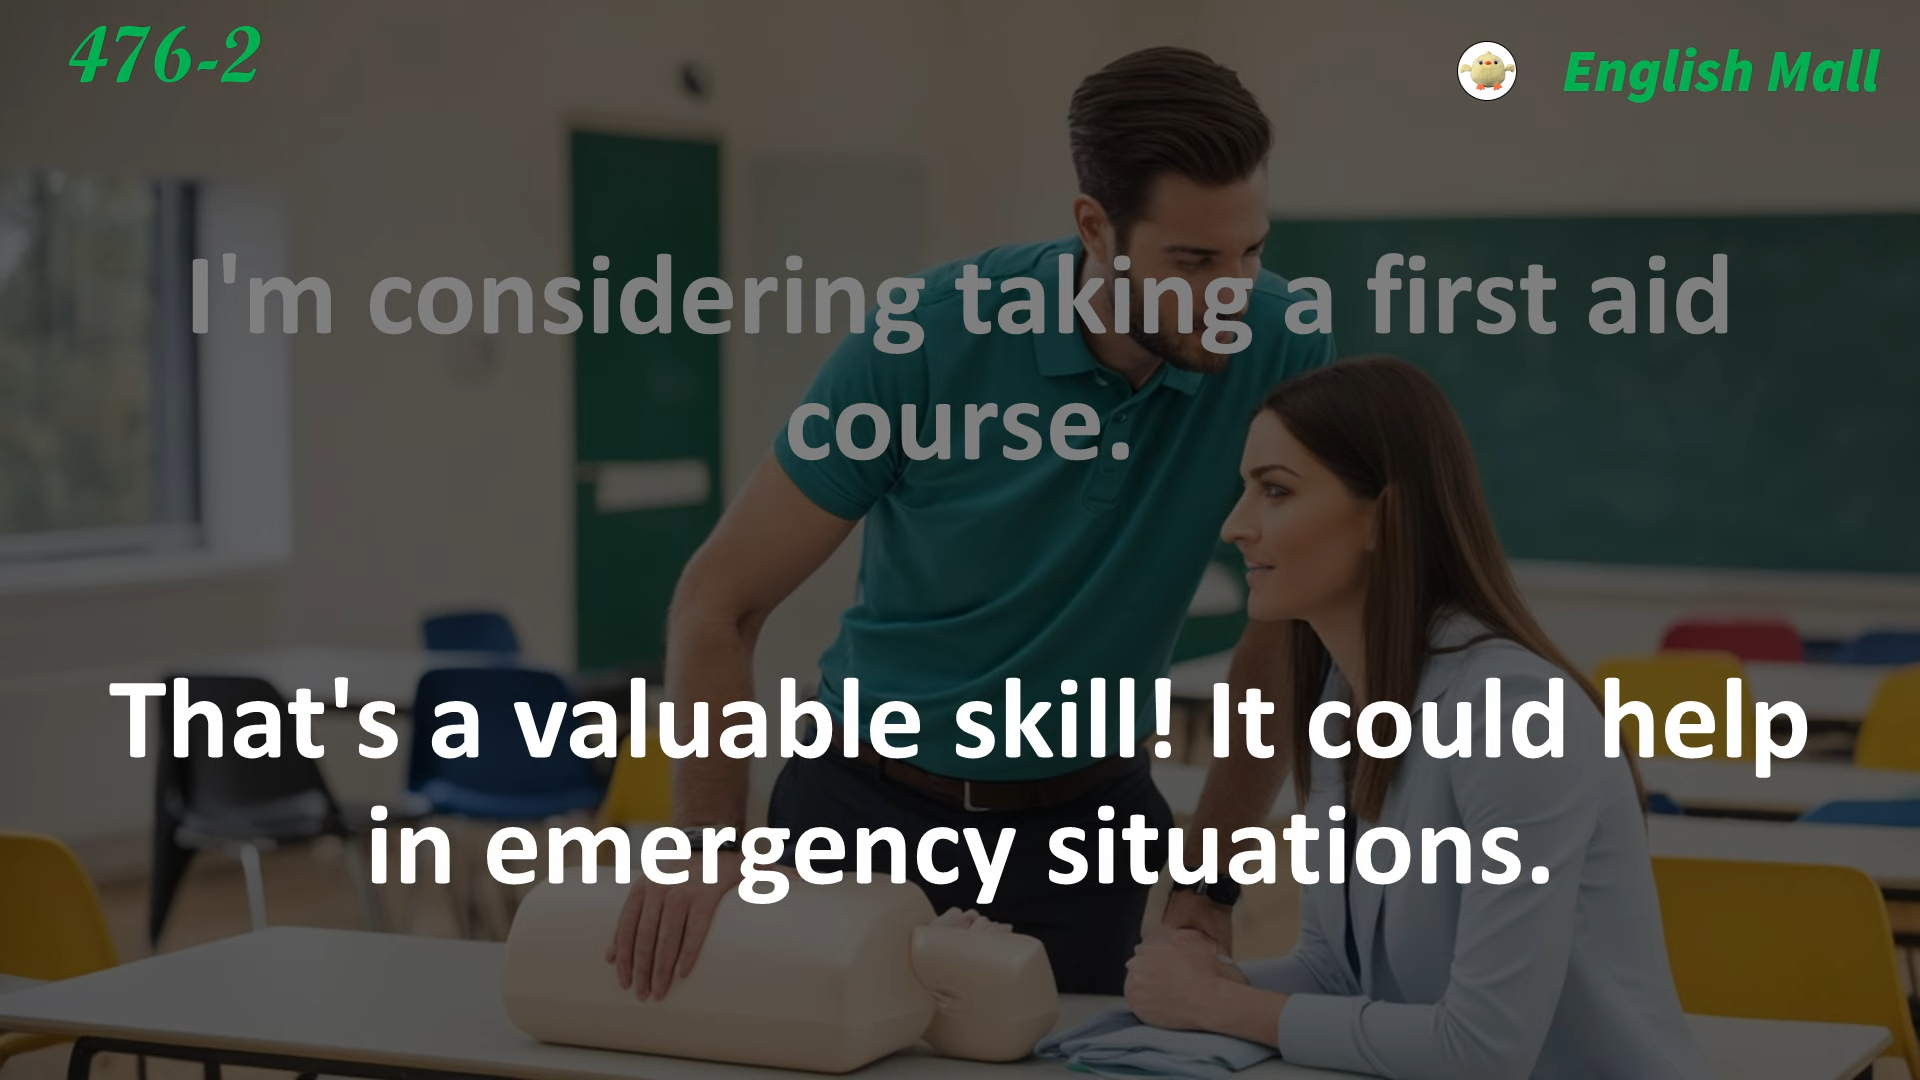 476-2
English Mall
I'm considering taking a first aid
course.
That's a valuable skill! It could help
in emergency situations.